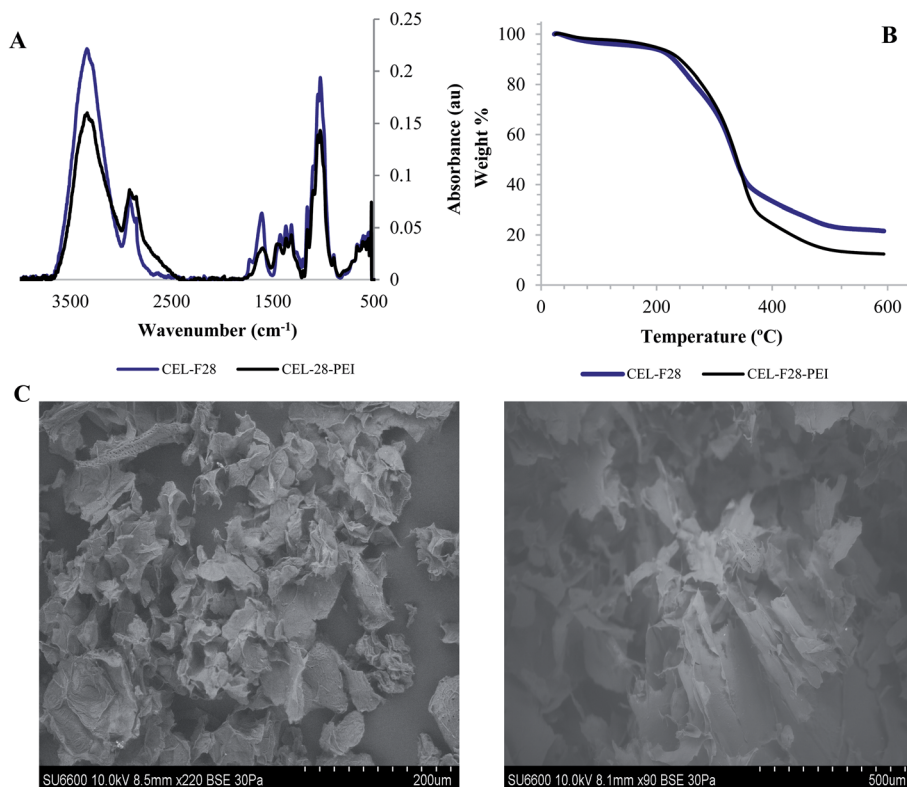 A
0.25
0.2
0.15
0.1
0.05
0
Absorbance (au)
3500
2500
1500
500
Wavenumber (cm⁻¹)
CEL-F28
CEL-28-PEI
B
100
80
60
40
20
0
Weight %
0
200
400
600
Temperature (ºC)
CEL-F28
CEL-F28-PEI
C
SU6600 10.0kV 8.5mm x220 BSE 30Pa
200um
SU6600 10.0kV 8.1mm x90 BSE 30Pa
500um